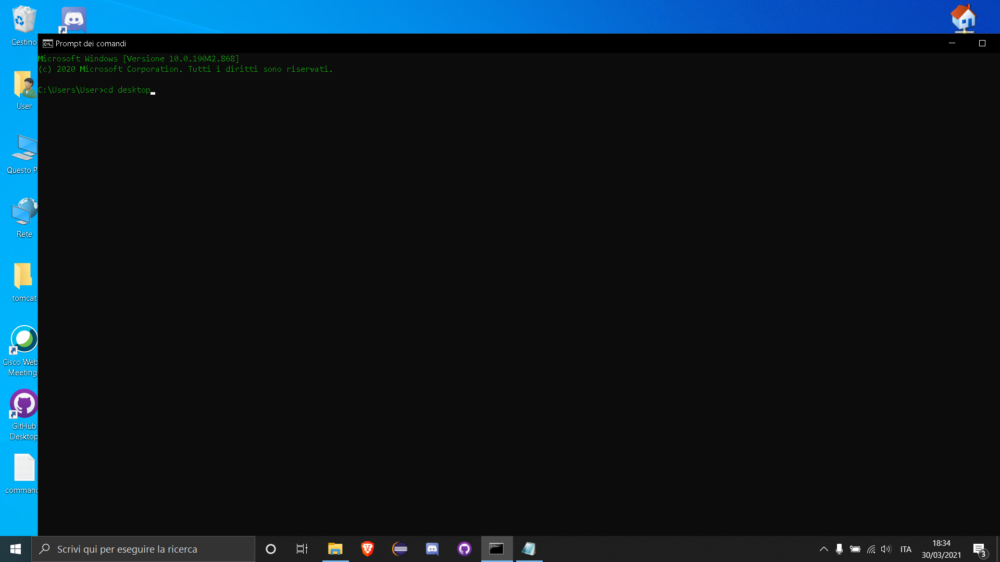 Cestino
User
Questo P
Rete
tomcat
Cisco Web
Meeting
GitHub
Desktop
command
Prompt dei comandi
Microsoft Windows [Versione 10.0.19042.868]
(c) 2020 Microsoft Corporation. Tutti i diritti sono riservati.
C:\Users\User>cd desktop
Scrivi qui per eseguire la ricerca
ITA
18:34
30/03/2021
3